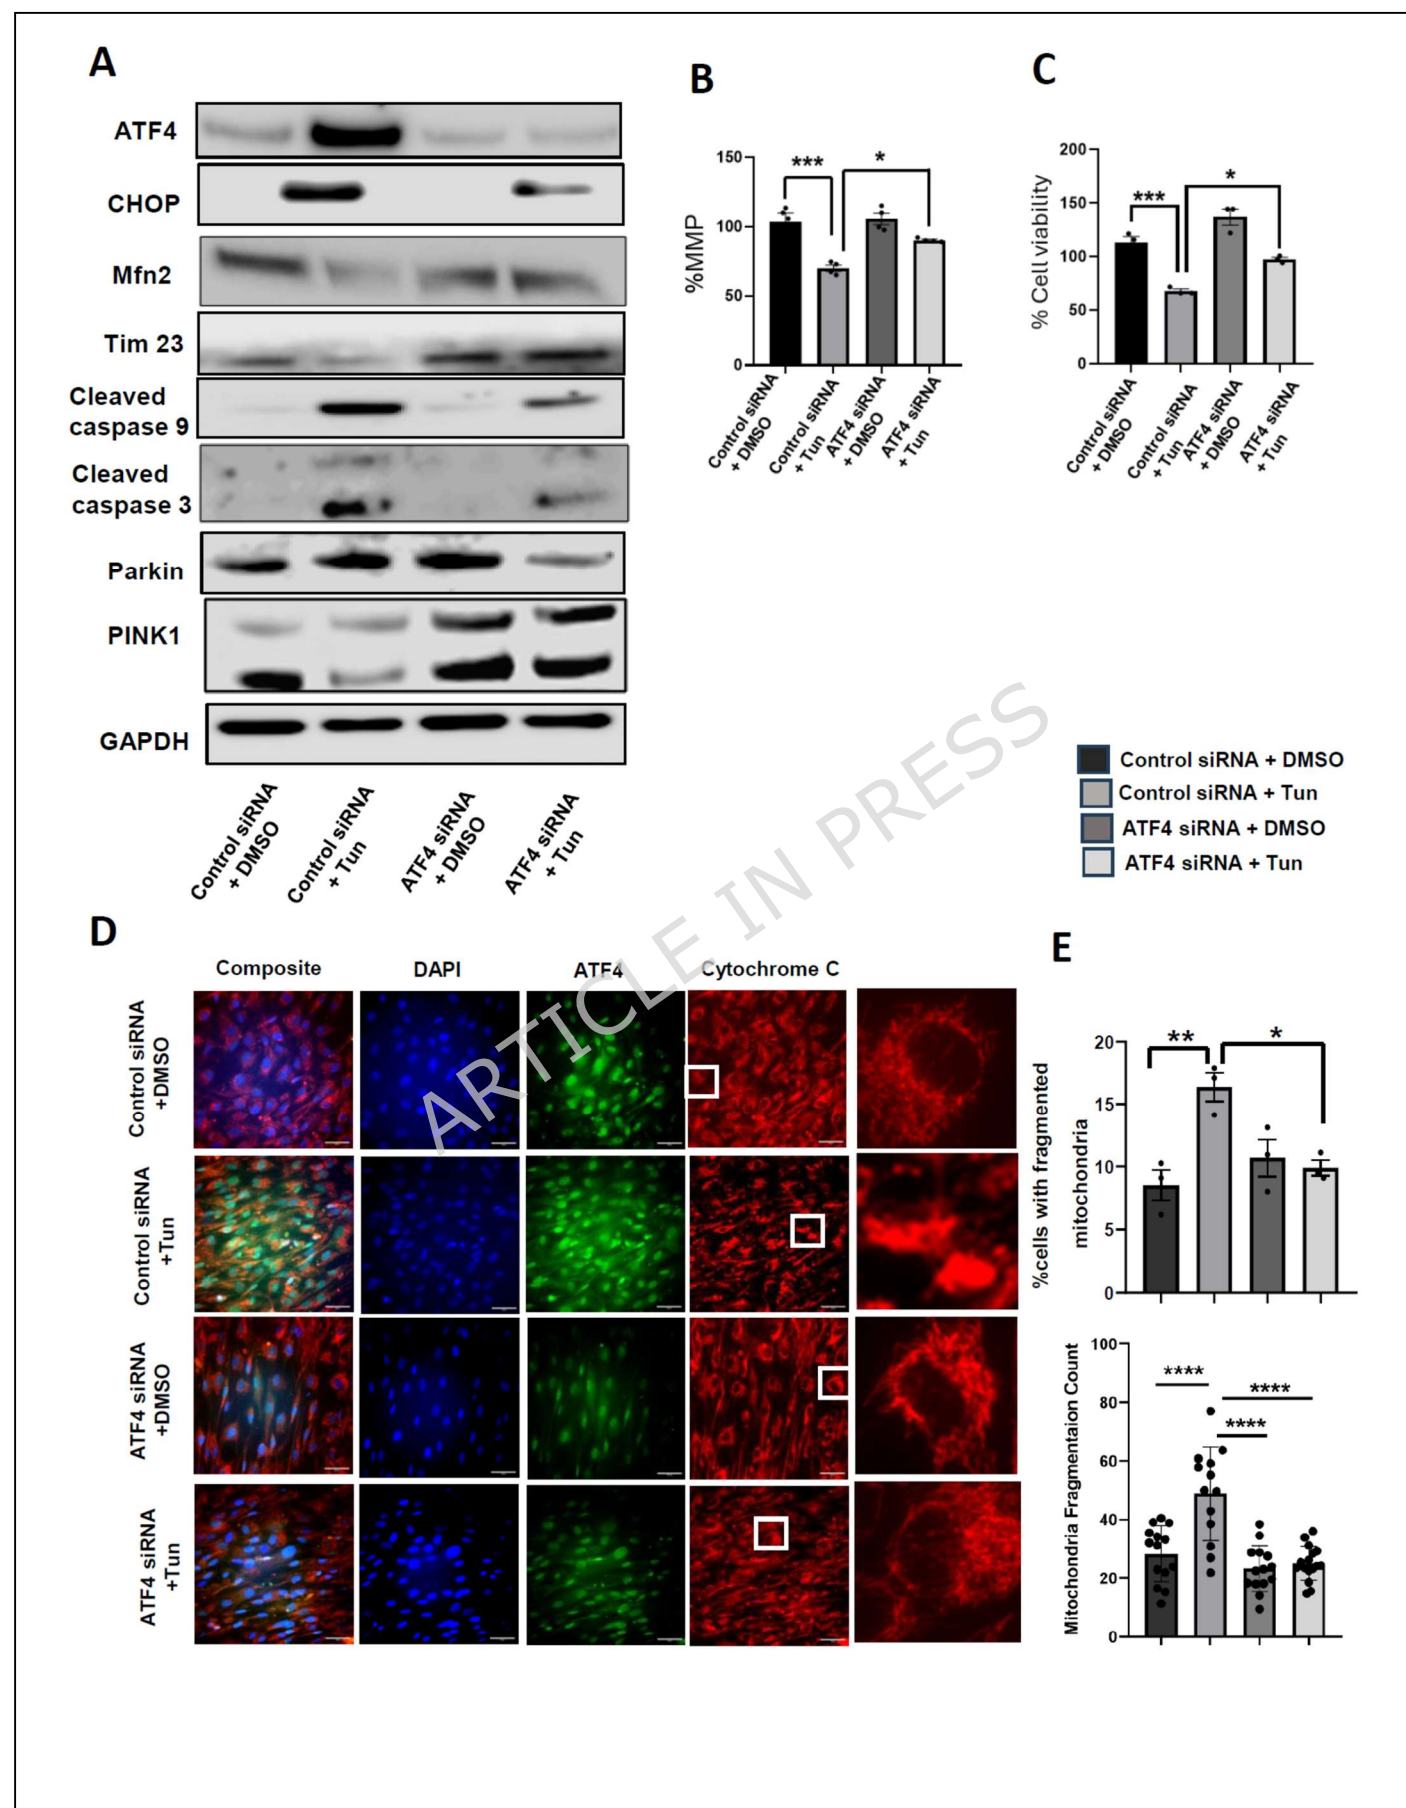 A
ATF4
CHOP
Mfn2
Tim 23
Cleaved
caspase 9
Cleaved
caspase 3
Parkin
PINK1
GAPDH
Control siRNA
+ DMSO
Control siRNA
+ Tun
ATF4 siRNA
+ DMSO
ATF4 siRNA
+ Tun
B
%MMP
150
100
50
0
***
*
Control siRNA
+ DMSO
Control siRNA
+ Tun
ATF4 siRNA
+ DMSO
ATF4 siRNA
+ Tun
C
% Cell viability
200
150
100
50
0
***
*
Control siRNA
+ DMSO
Control siRNA
+ Tun
ATF4 siRNA
+ DMSO
ATF4 siRNA
+ Tun
Control siRNA + DMSO
Control siRNA + Tun
ATF4 siRNA + DMSO
ATF4 siRNA + Tun
ARTICLE IN PRESS
D
Composite DAPI ATF4 Cytochrome C
Control siRNA
+DMSO
Control siRNA
+Tun
ATF4 siRNA
+DMSO
ATF4 siRNA
+Tun
E
%cells with fragmented
mitochondria
20
15
10
5
0
**
*
Mitochondria Fragmentaion Count
100
80
60
40
20
0
****
****
****